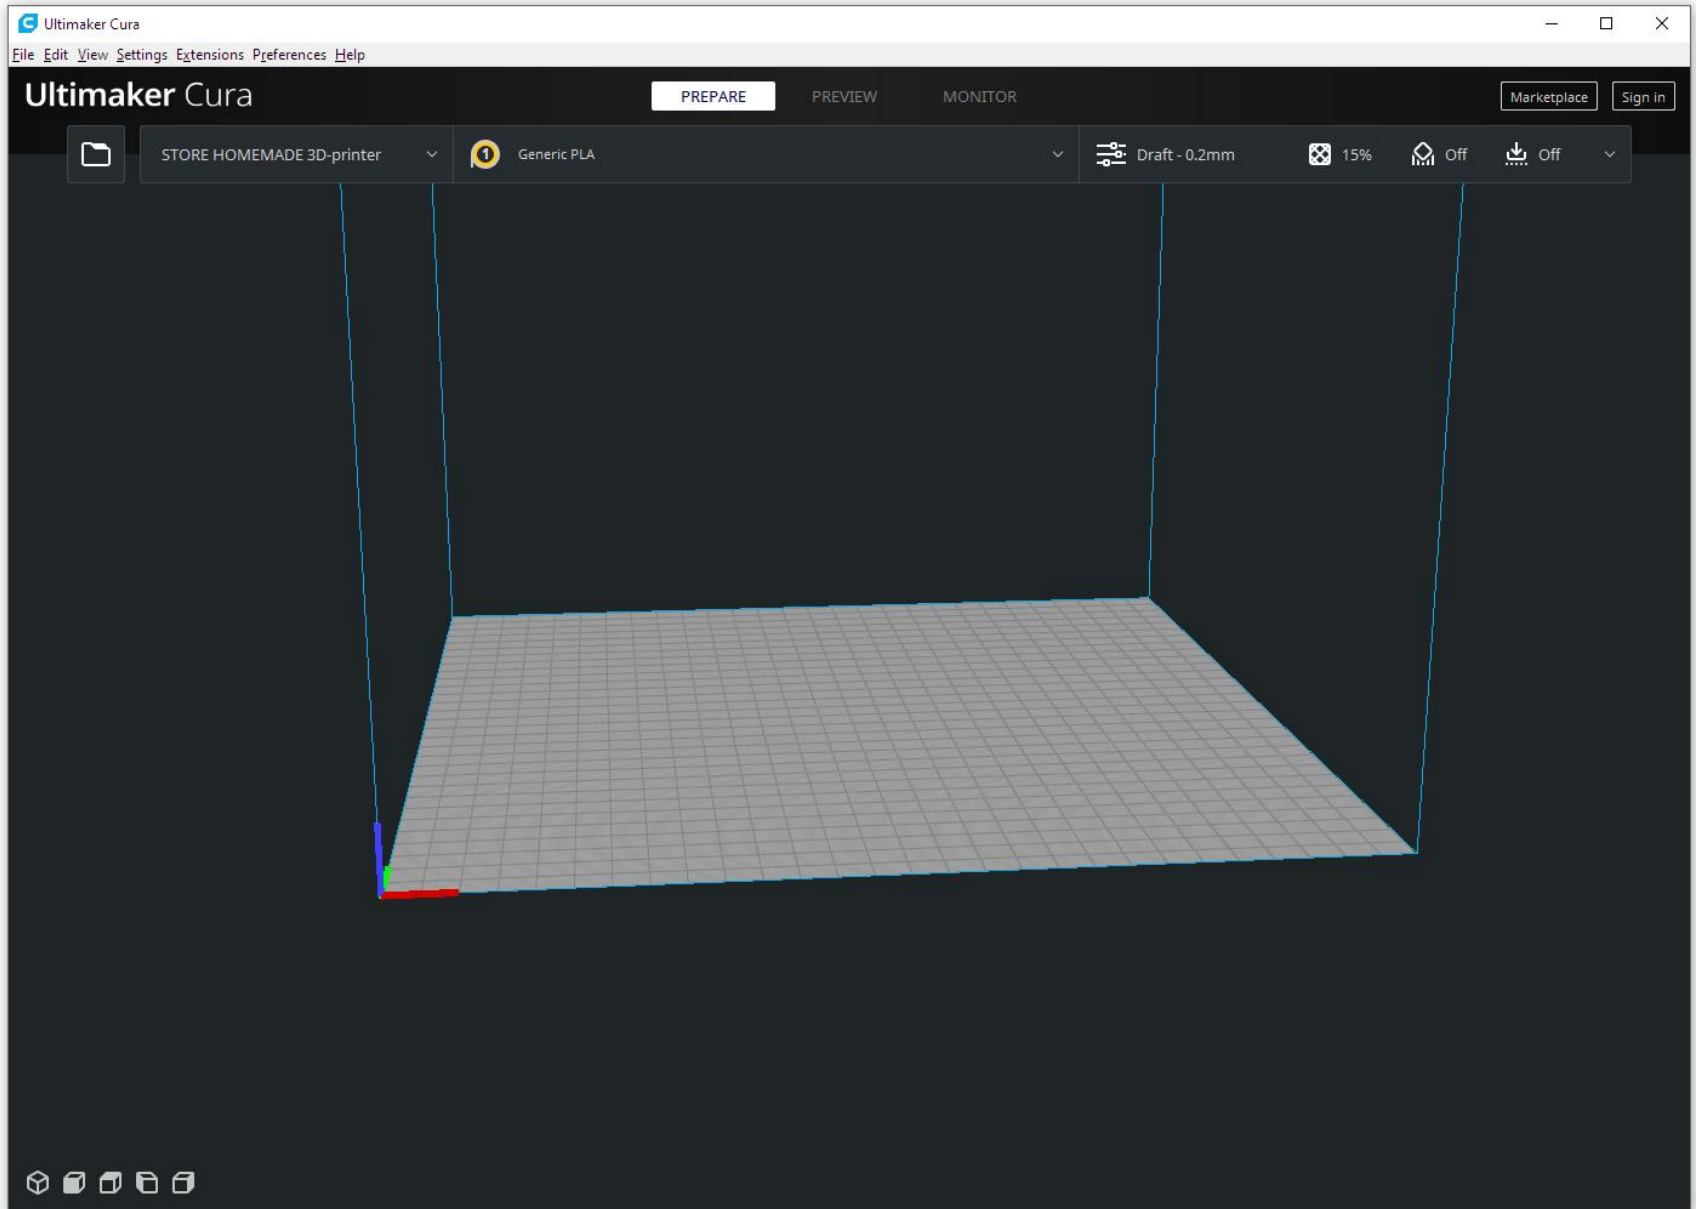 Ultimaker Cura
File Edit View Settings Extensions Preferences Help
Ultimaker Cura PREPARE PREVIEW MONITOR Marketplace Sign in
STORE HOMEMADE 3D-printer 1 Generic PLA Draft - 0.2mm 15% Off Off